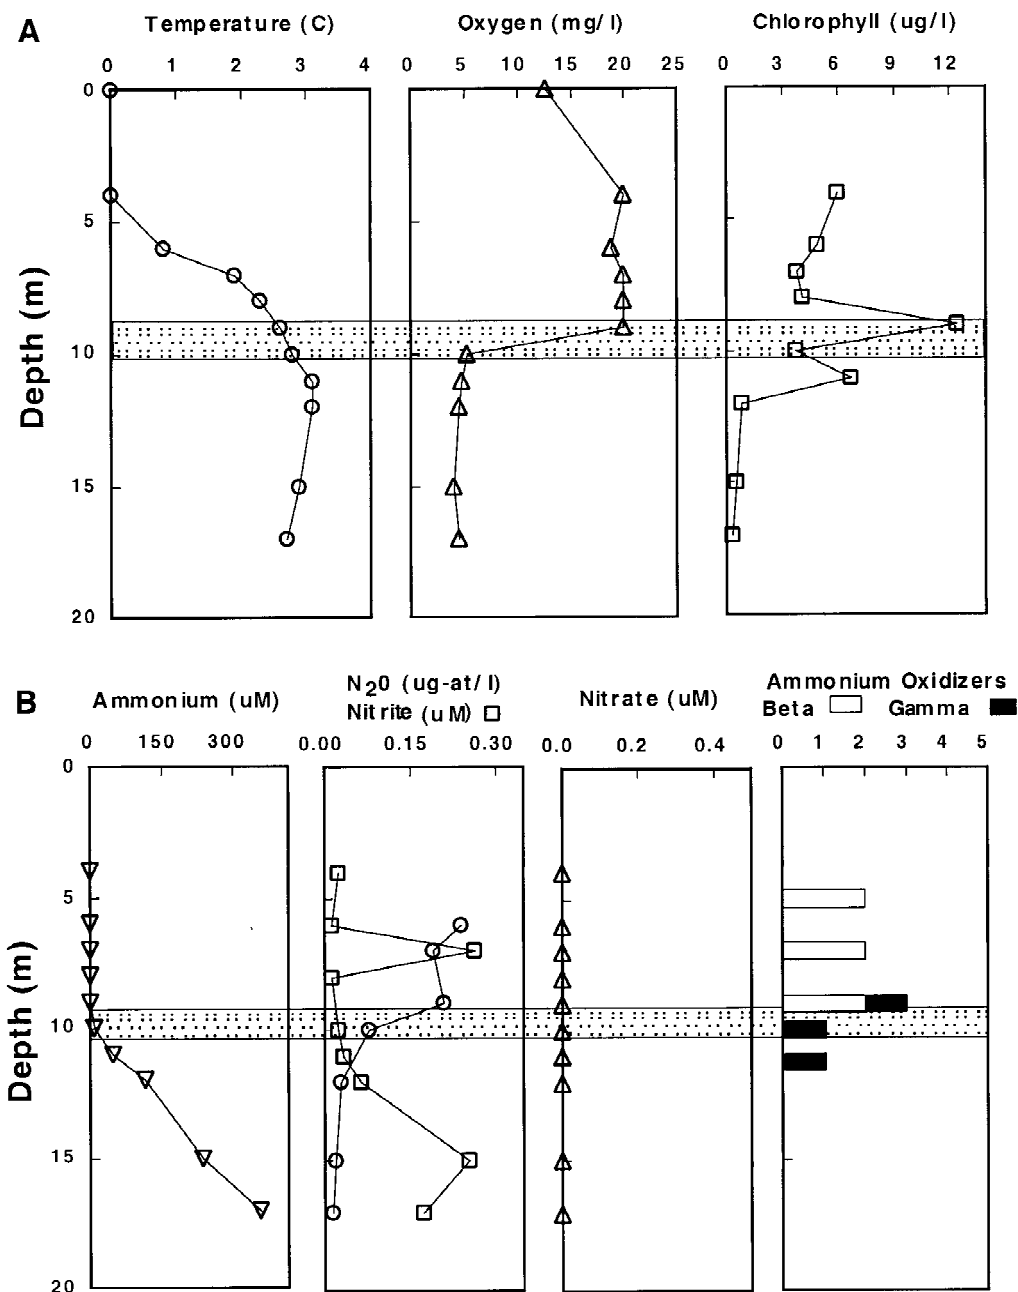 A
Temperature (C)
Oxygen (mg/l)
Chlorophyll (ug/l)
0 1 2 3 4
0 5 10 15 20 25
0 3 6 9 12
0
5
10
15
20
Depth (m)
B
Ammonium (uM)
N20 (ug-at/l)
Nitrite (uM)
Nitrate (uM)
Ammonium Oxidizers
Beta Gamma
0 150 300
0.00 0.15 0.30
0.0 0.2 0.4
0 1 2 3 4 5
0
5
10
15
20
Depth (m)